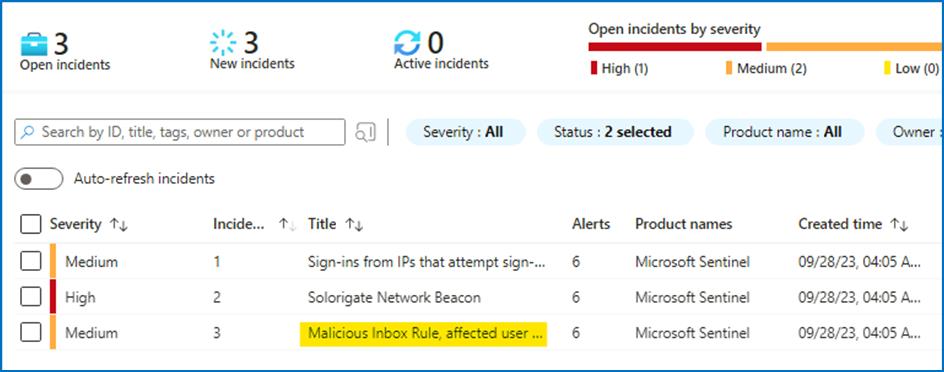 3
Open incidents
3
New incidents
0
Active incidents
Open incidents by severity
High (1)
Medium (2)
Low (0)
Search by ID, title, tags, owner or product
Severity : All
Status : 2 selected
Product name : All
Owner :
Auto-refresh incidents
Severity ↑↓ Incide... ↑↓ Title ↑↓ Alerts Product names Created time ↑↓
Medium 1 Sign-ins from IPs that attempt sign-... 6 Microsoft Sentinel 09/28/23, 04:05 A...
High 2 Solorigate Network Beacon 6 Microsoft Sentinel 09/28/23, 04:05 A...
Medium 3 Malicious Inbox Rule, affected user ... 6 Microsoft Sentinel 09/28/23, 04:05 A...